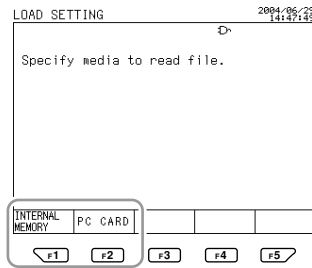 LOAD SETTING
2004/06/29
14:47:49
Specify media to read file.
INTERNAL
MEMORY
PC CARD
F1 F2 F3 F4 F5